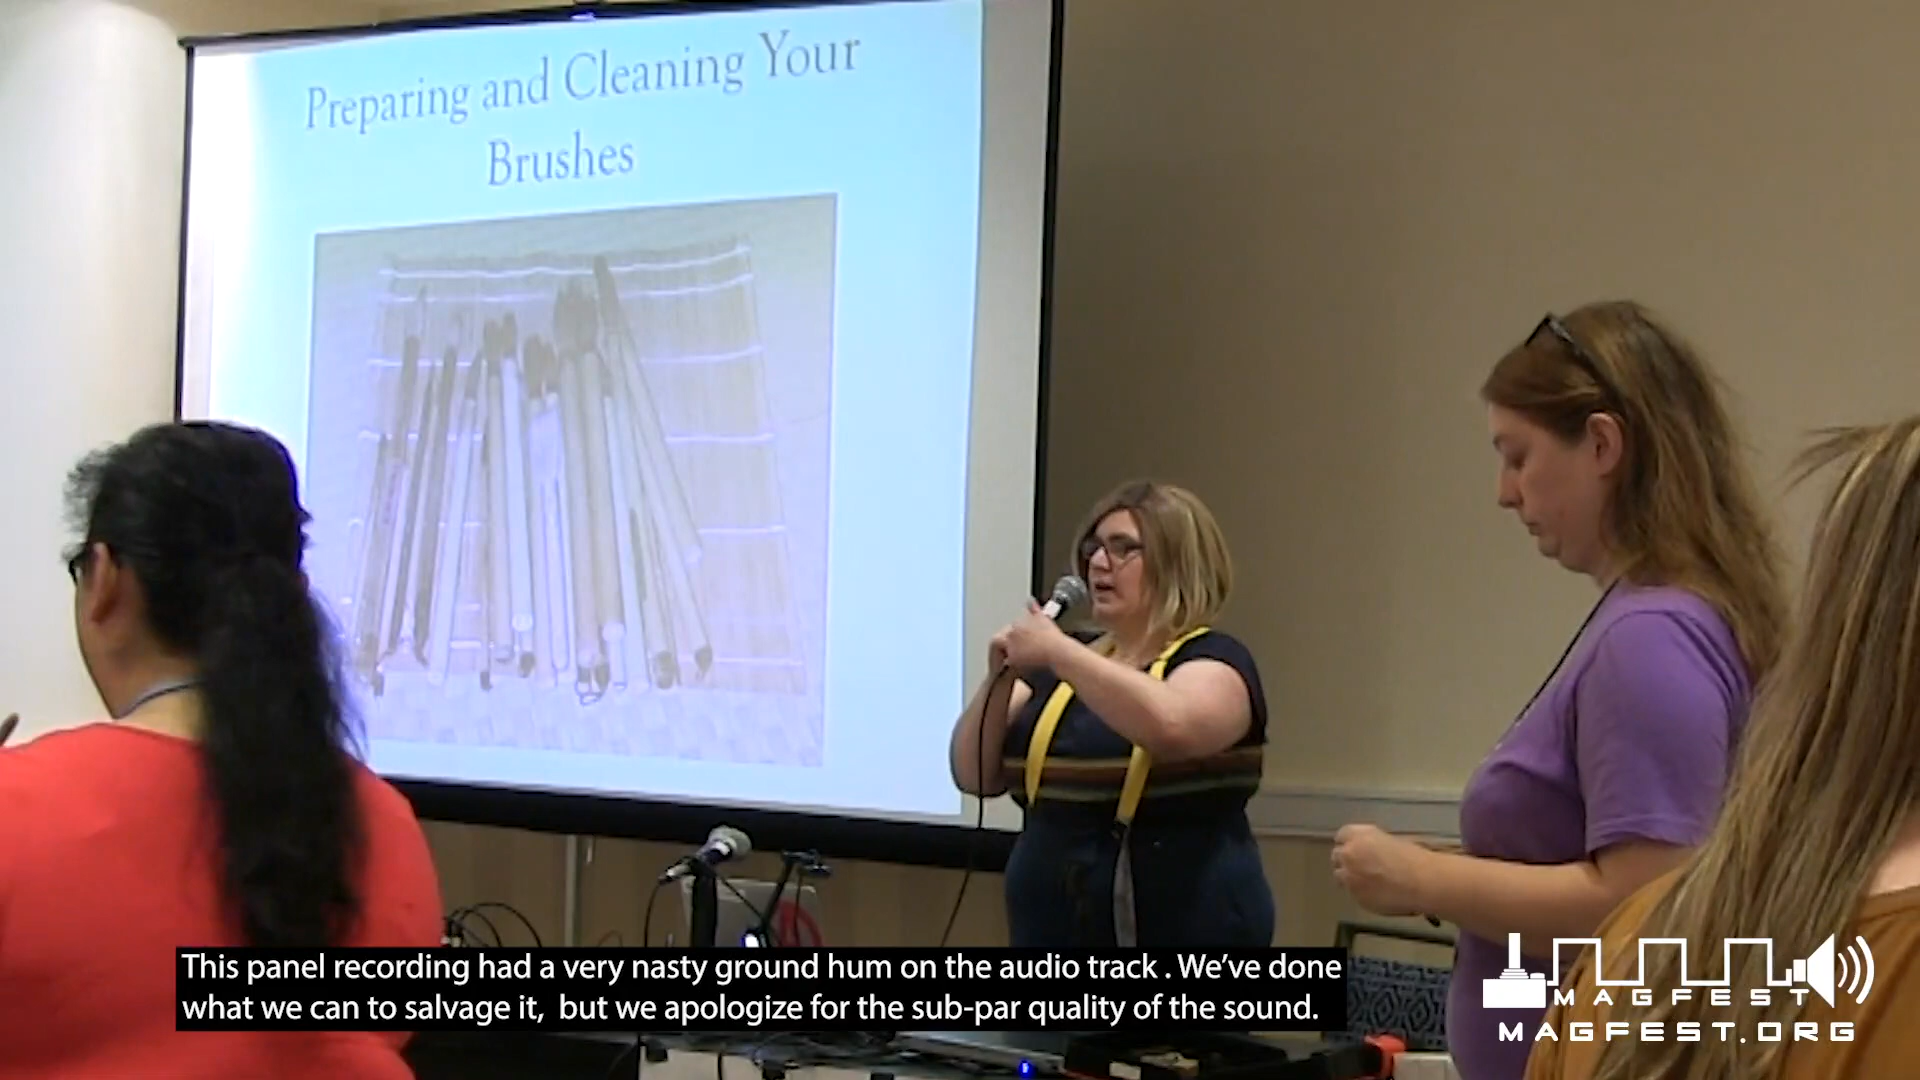 Preparing and Cleaning Your
Brushes
This panel recording had a very nasty ground hum on the audio track . We've done
what we can to salvage it, but we apologize for the sub-par quality of the sound.
MAGFEST
MAGFEST.ORG